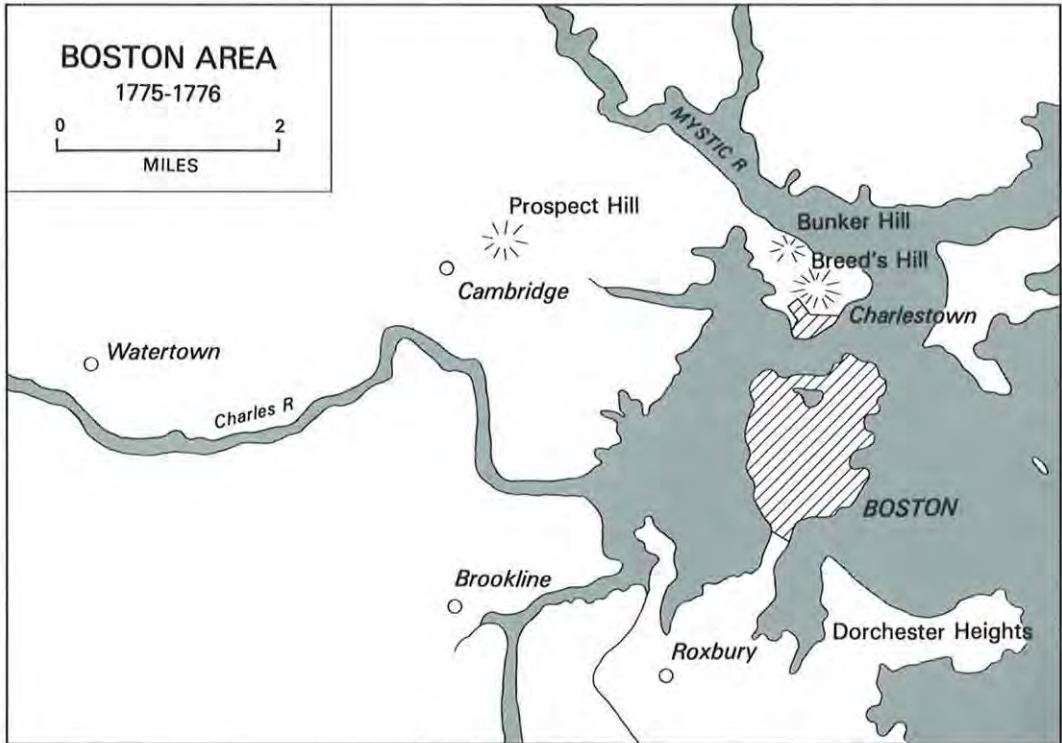 BOSTON AREA
1775-1776
0 2
MILES
MYSTIC R
Prospect Hill
Bunker Hill
Breed's Hill
Cambridge
Charlestown
Watertown
Charles R
BOSTON
Brookline
Dorchester Heights
Roxbury